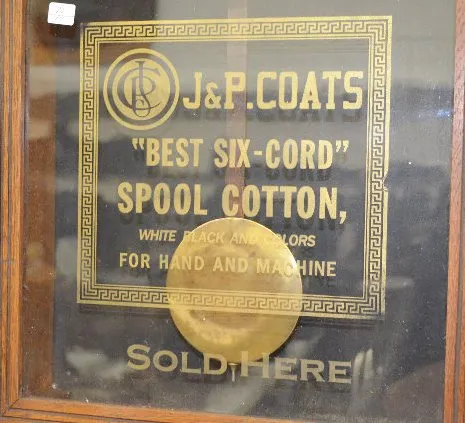 J&P. COATS
"BEST SIX-CORD"
SPOOL COTTON,
WHITE BLACK AND COLORS
FOR HAND AND MACHINE
SOLD HERE